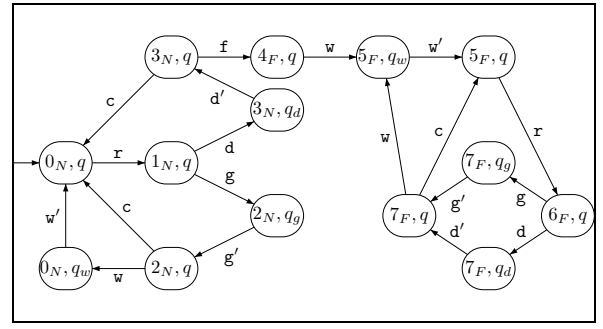 3_N, q f 4_F, q w 5_F, q_w w′ 5_F, q
c d′ 3_N, q_d w c r
d
0_N, q r 1_N, q 7_F, q_g
g g′ g
w′ c 2_N, q_g 7_F, q 6_F, q
g′ d′ d
0_N, q_w w 2_N, q 7_F, q_d